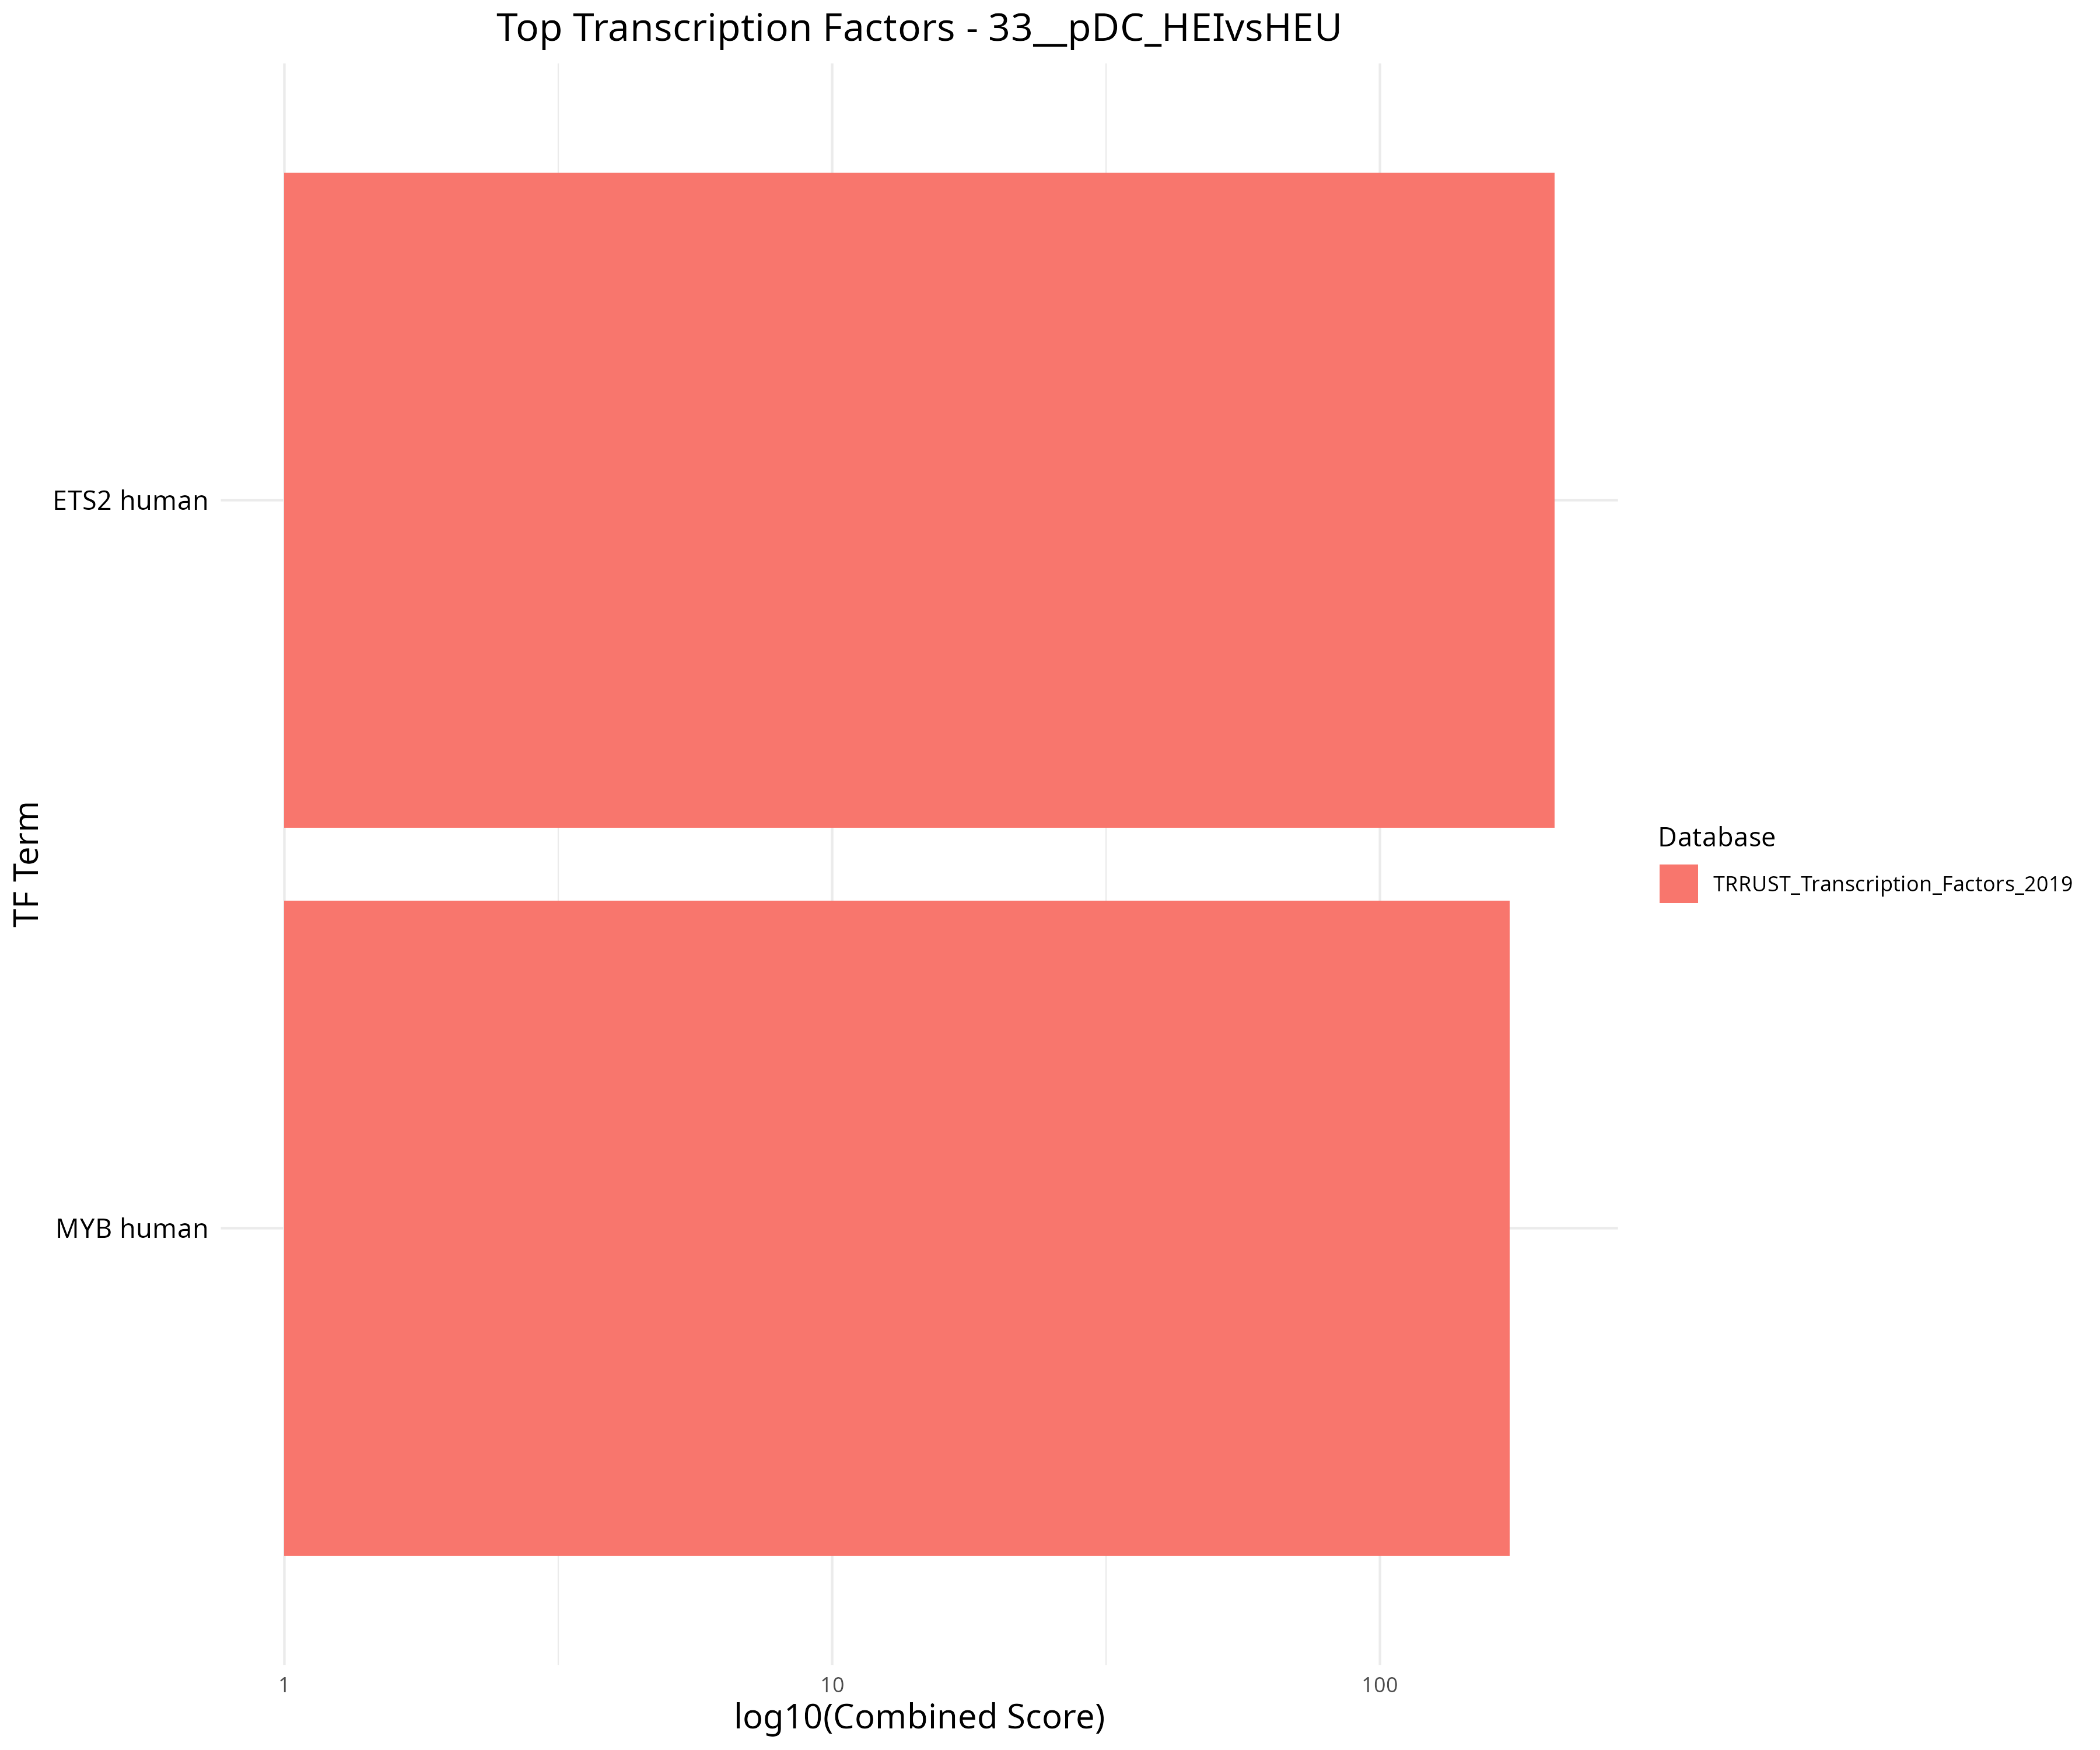 Top Transcription Factors - 33__pDC_HEIvsHEU
ETS2 human
MYB human
TF Term
1 10 100
log10(Combined Score)
Database
TRRUST_Transcription_Factors_2019